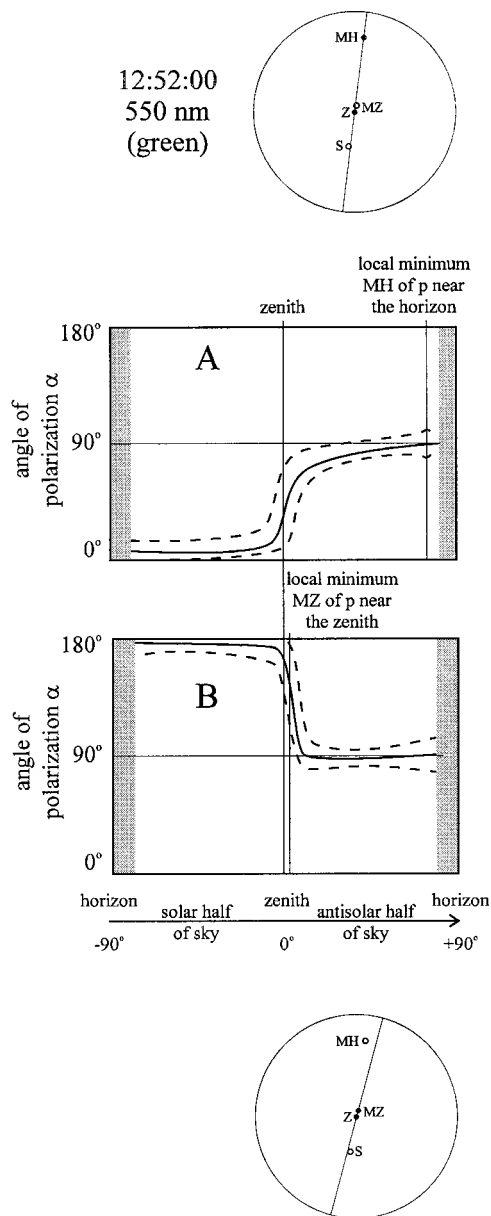 MH
12:52:00
550 nm
(green)
Z
MZ
S
local minimum
MH of p near
the horizon
zenith
180°
A
angle of
polarization α
90°
0°
local minimum
MZ of p near
the zenith
180°
B
angle of
polarization α
90°
0°
horizon
zenith
horizon
solar half
of sky
antisolar half
of sky
-90°
0°
+90°
MH
Z
MZ
S